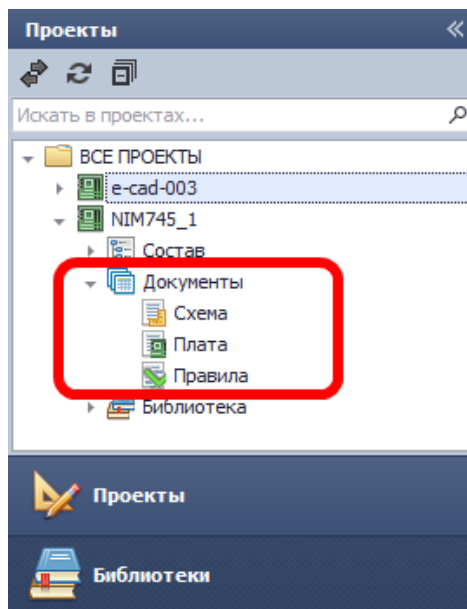 Проекты
Искать в проектах...
ВСЕ ПРОЕКТЫ
e-cad-003
NIM745_1
Состав
Документы
Схема
Плата
Правила
Библиотека
Проекты
Библиотеки